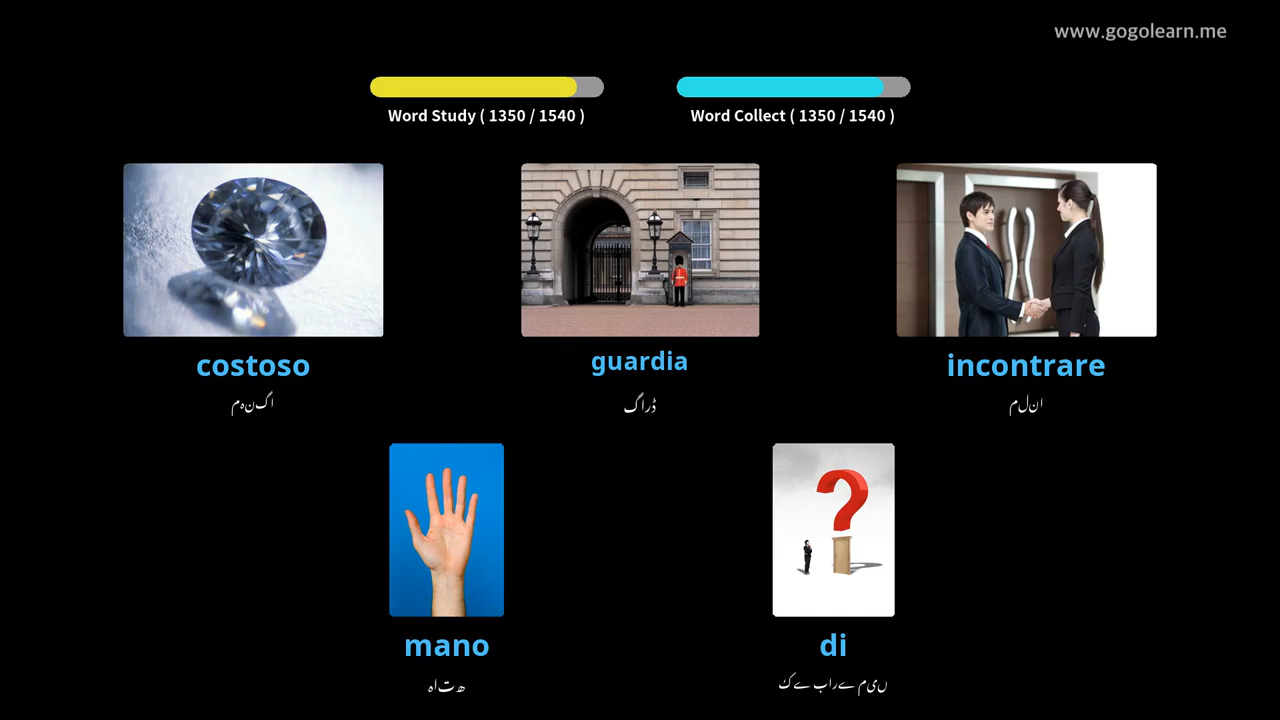 www.gogolearn.me
Word Study ( 1350 / 1540 )
Word Collect ( 1350 / 1540 )
costoso
مہنگا
guardia
گارڈ
incontrare
ملنا
mano
ہاتھ
di
کے بارے میں